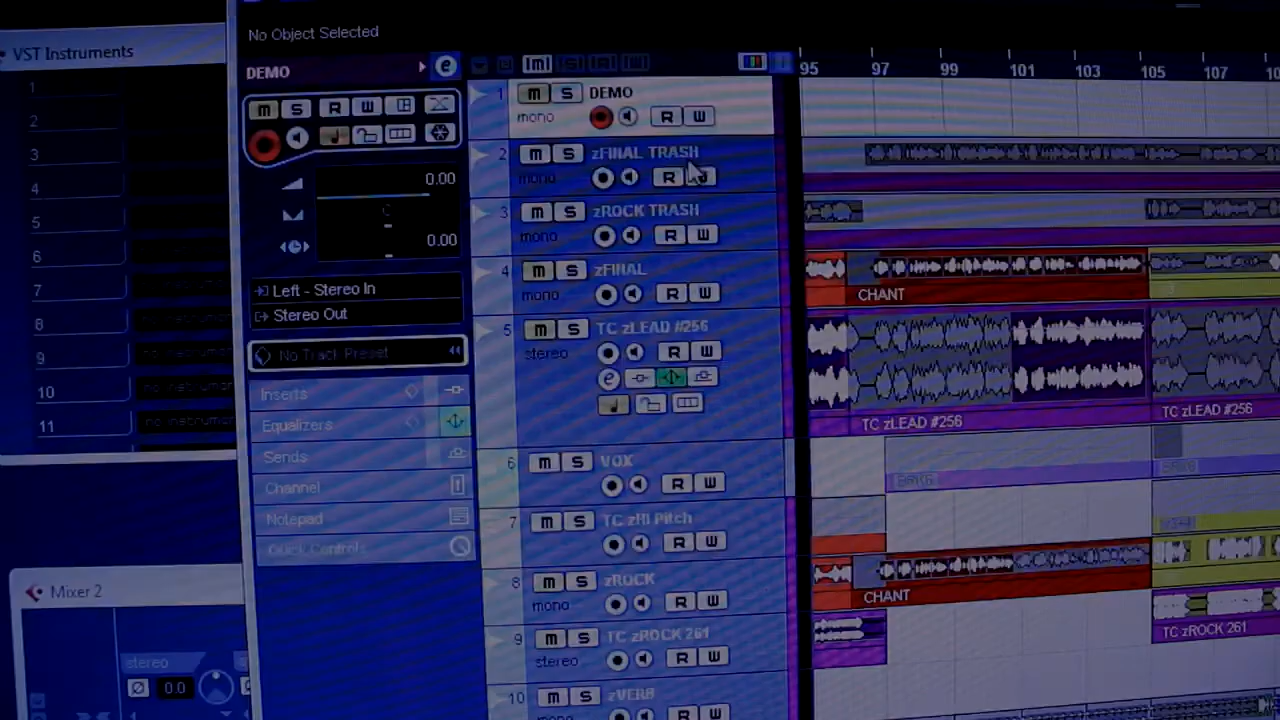 No Object Selected
VST Instruments
1
2
3
4
5
6
7
8
9
10
11
DEMO
e
m S R W
0.00
C
0.00
Left - Stereo In
Stereo Out
No Track Preset
Inserts
Equalizers
Sends
Channel
Notepad
Quick Controls
Mixer 2
stereo
0.0
95 97 99 101 103 105 107
1 m S DEMO
mono R W
2 m S zFINAL TRASH
mono R
3 m S zROCK TRASH
mono R W
4 m S zFINAL
mono R W
CHANT
5 m S TC zLEAD #256
stereo R W
e
TC zLEAD #256
TC zLEAD #256
6 m S VOX
R W
7 m S TC zHI Pitch
R W
8 m S zROCK
mono R W
CHANT
9 m S TC zROCK 261
stereo R W
TC zROCK 261
10 m S zVERB
mono R W